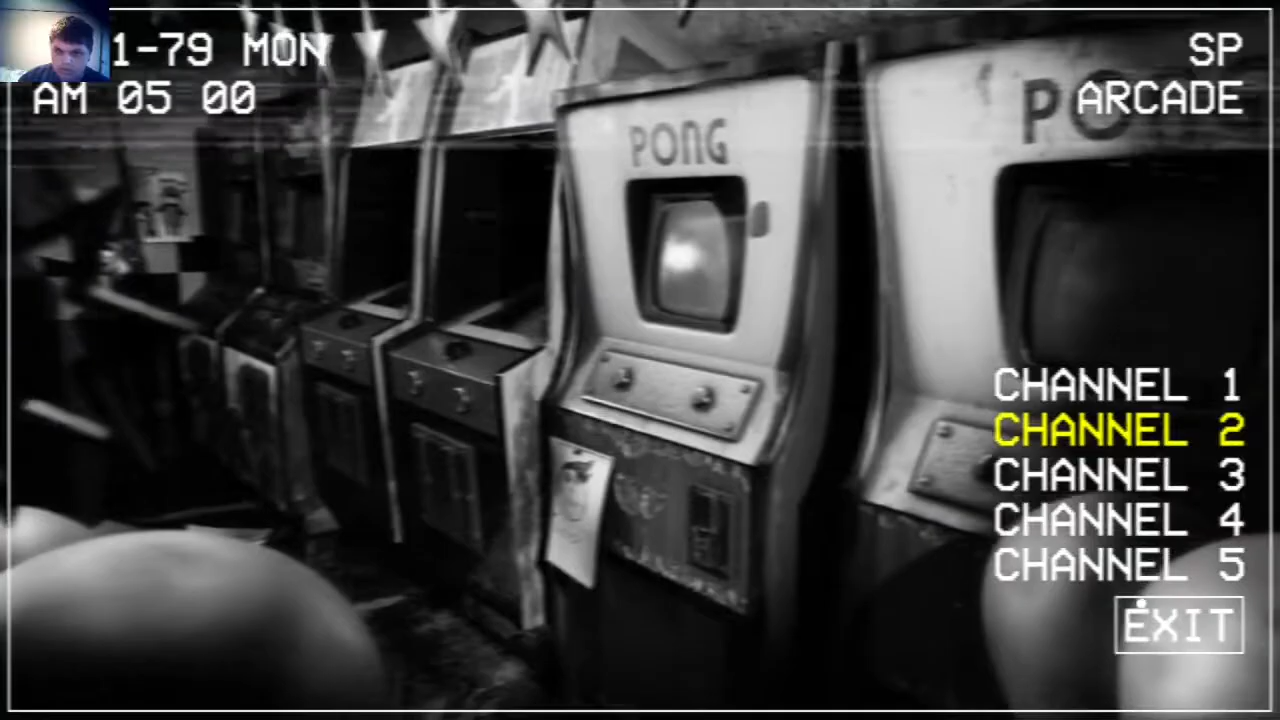 1-79 MON
AM 05 00
SP
ARCADE
PONG
PO
CHANNEL 1
CHANNEL 2
CHANNEL 3
CHANNEL 4
CHANNEL 5
EXIT